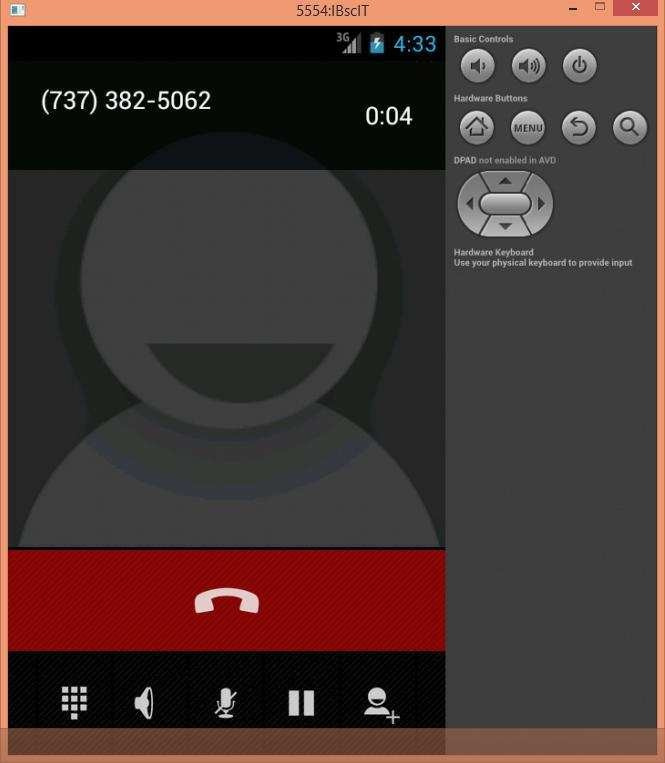 5554:IBscIT
3G 4:33
(737) 382-5062
0:04
Basic Controls
Hardware Buttons
MENU
DPAD not enabled in AVD
Hardware Keyboard
Use your physical keyboard to provide input